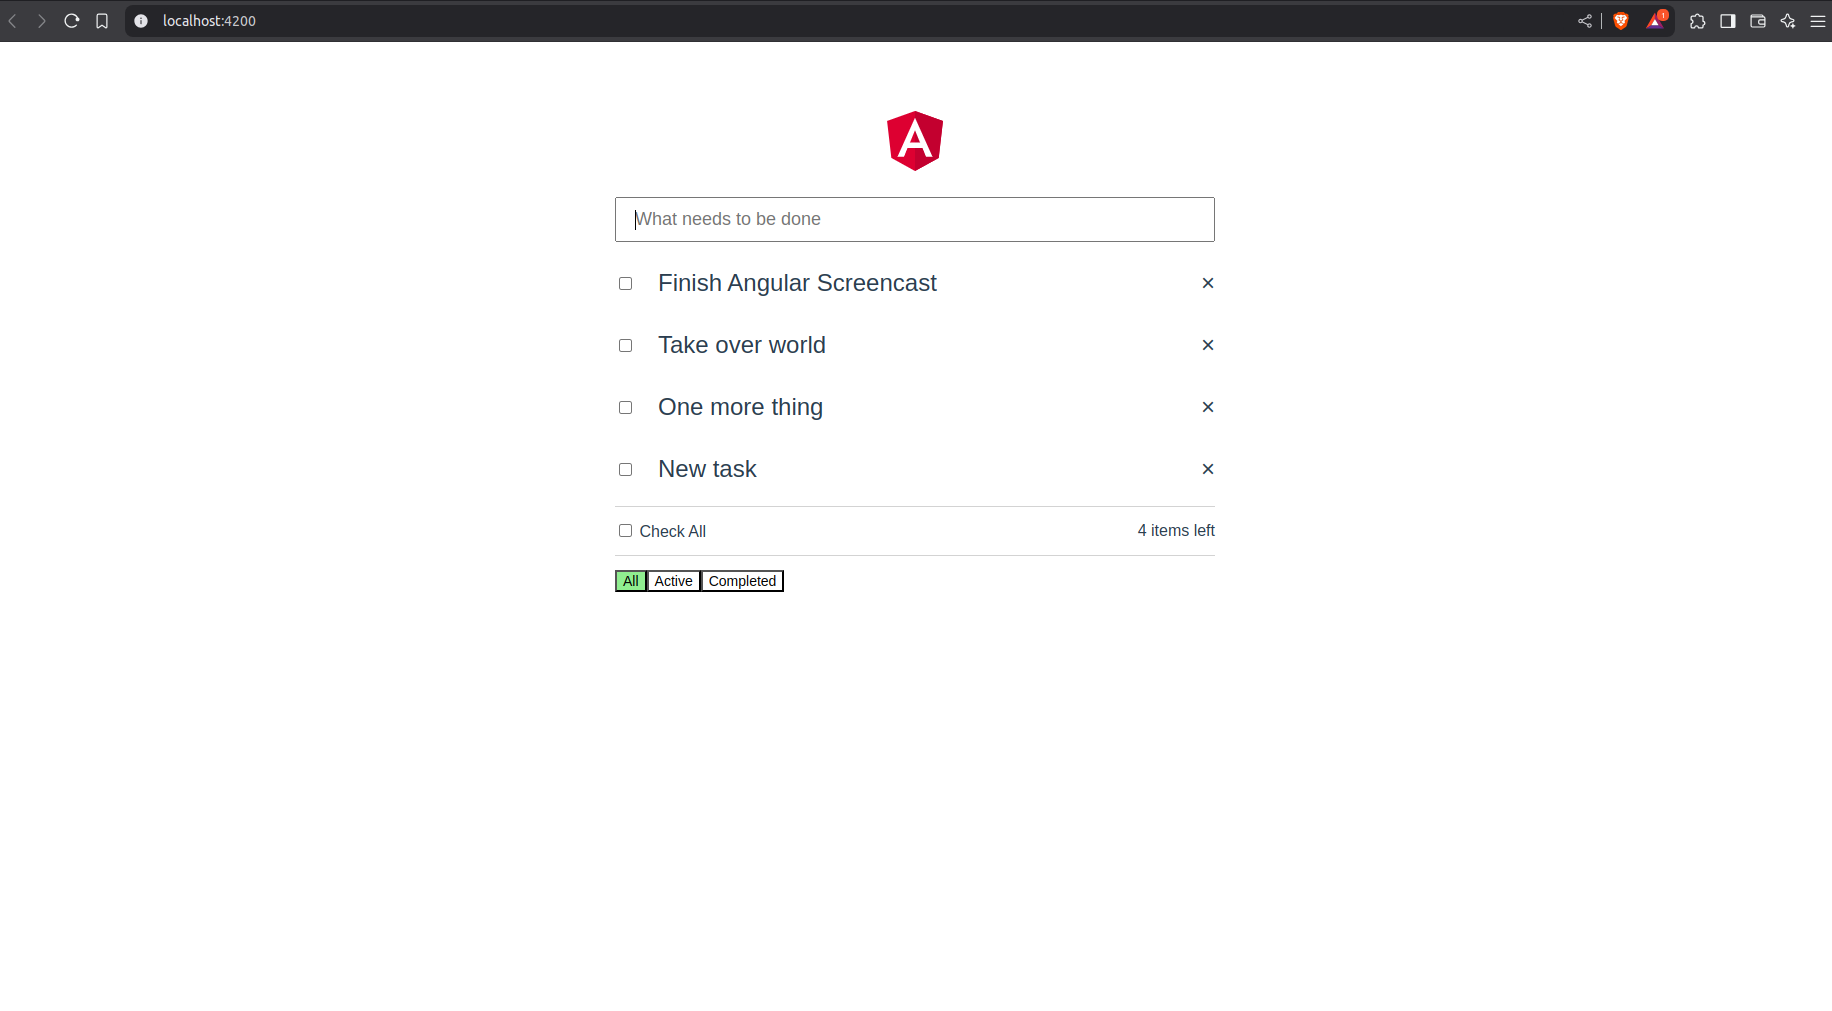 localhost:4200
1
A
What needs to be done
Finish Angular Screencast ×
Take over world ×
One more thing ×
New task ×
Check All 4 items left
All Active Completed